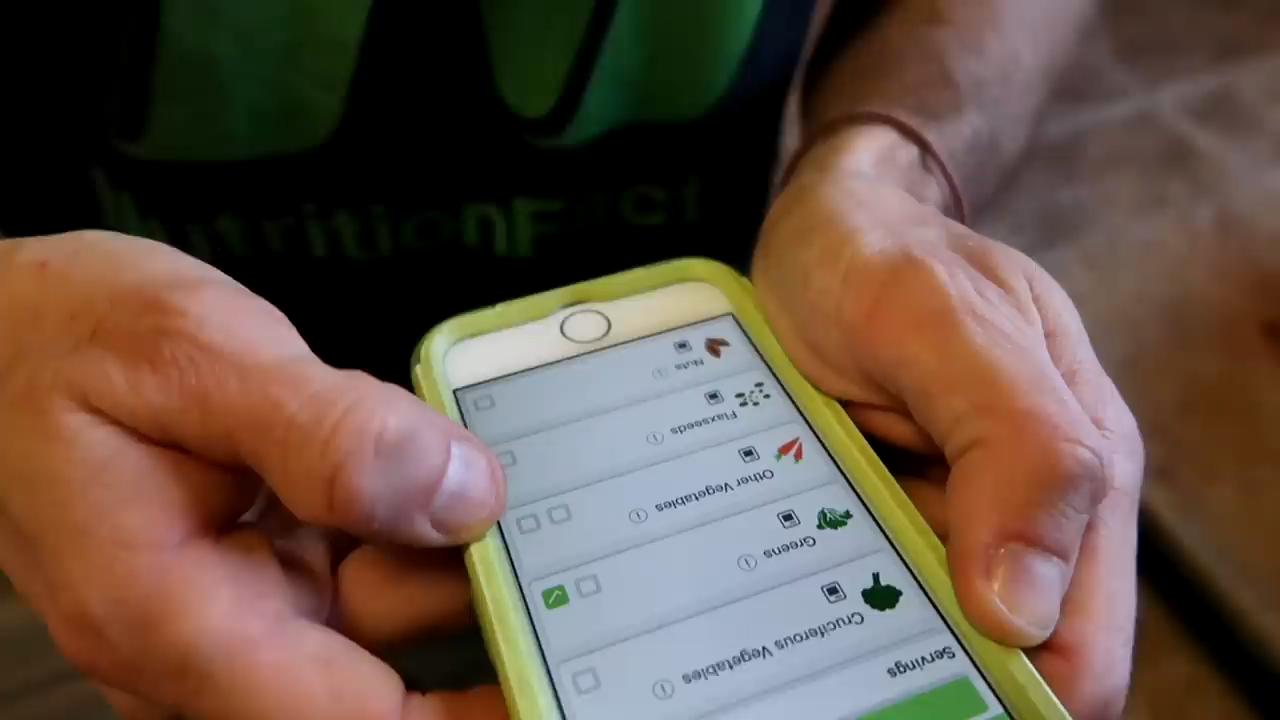 NutritionFact
Servings
Cruciferous Vegetables
Greens
Other Vegetables
Flaxseeds
Nuts